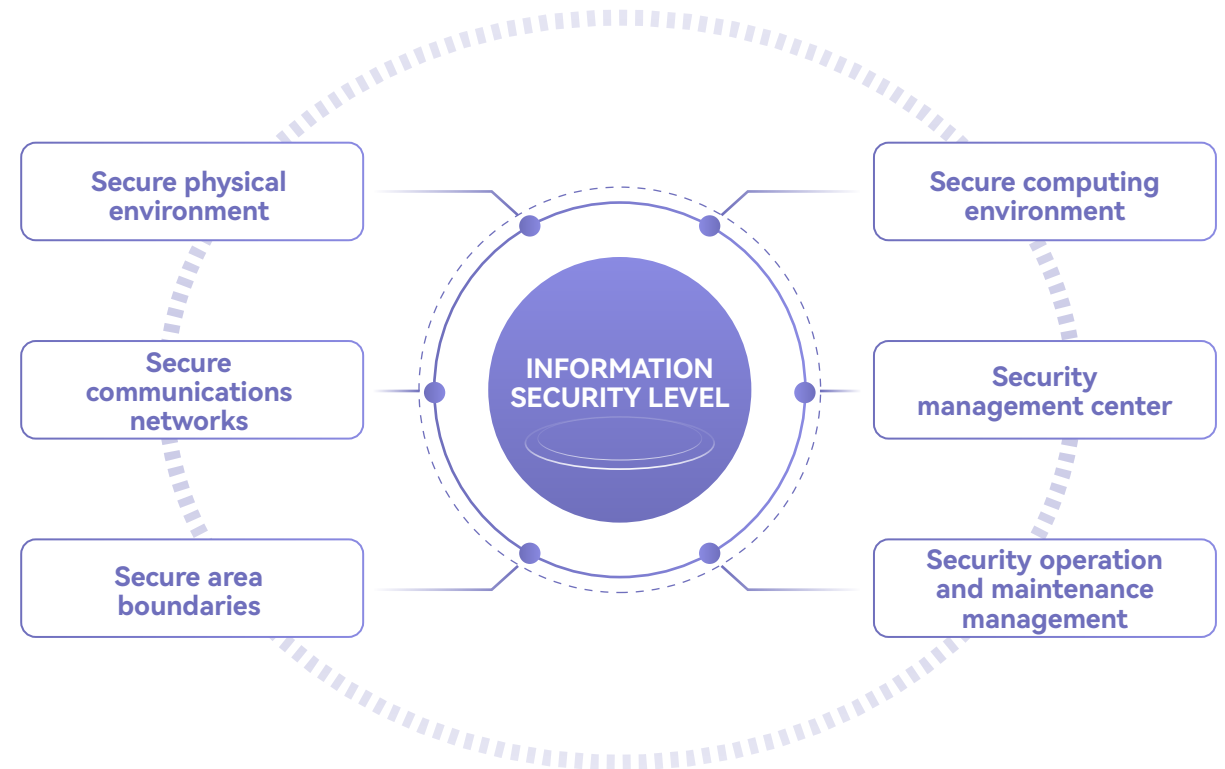 Secure physical
environment
Secure communications
networks
Secure area
boundaries
INFORMATION
SECURITY LEVEL
Secure computing
environment
Security
management center
Security operation
and maintenance
management